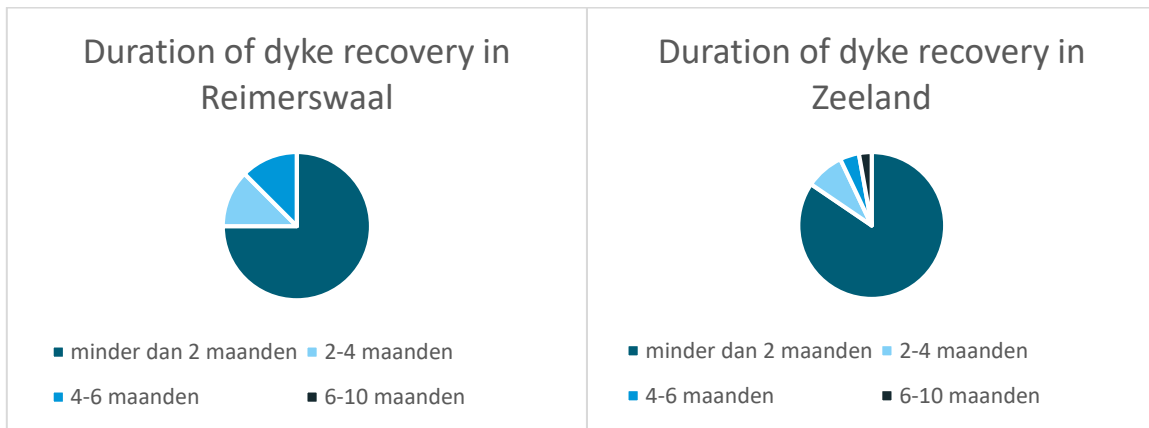 Duration of dyke recovery in
Reimerswaal
minder dan 2 maanden
2-4 maanden
4-6 maanden
6-10 maanden
Duration of dyke recovery in
Zeeland
minder dan 2 maanden
2-4 maanden
4-6 maanden
6-10 maanden